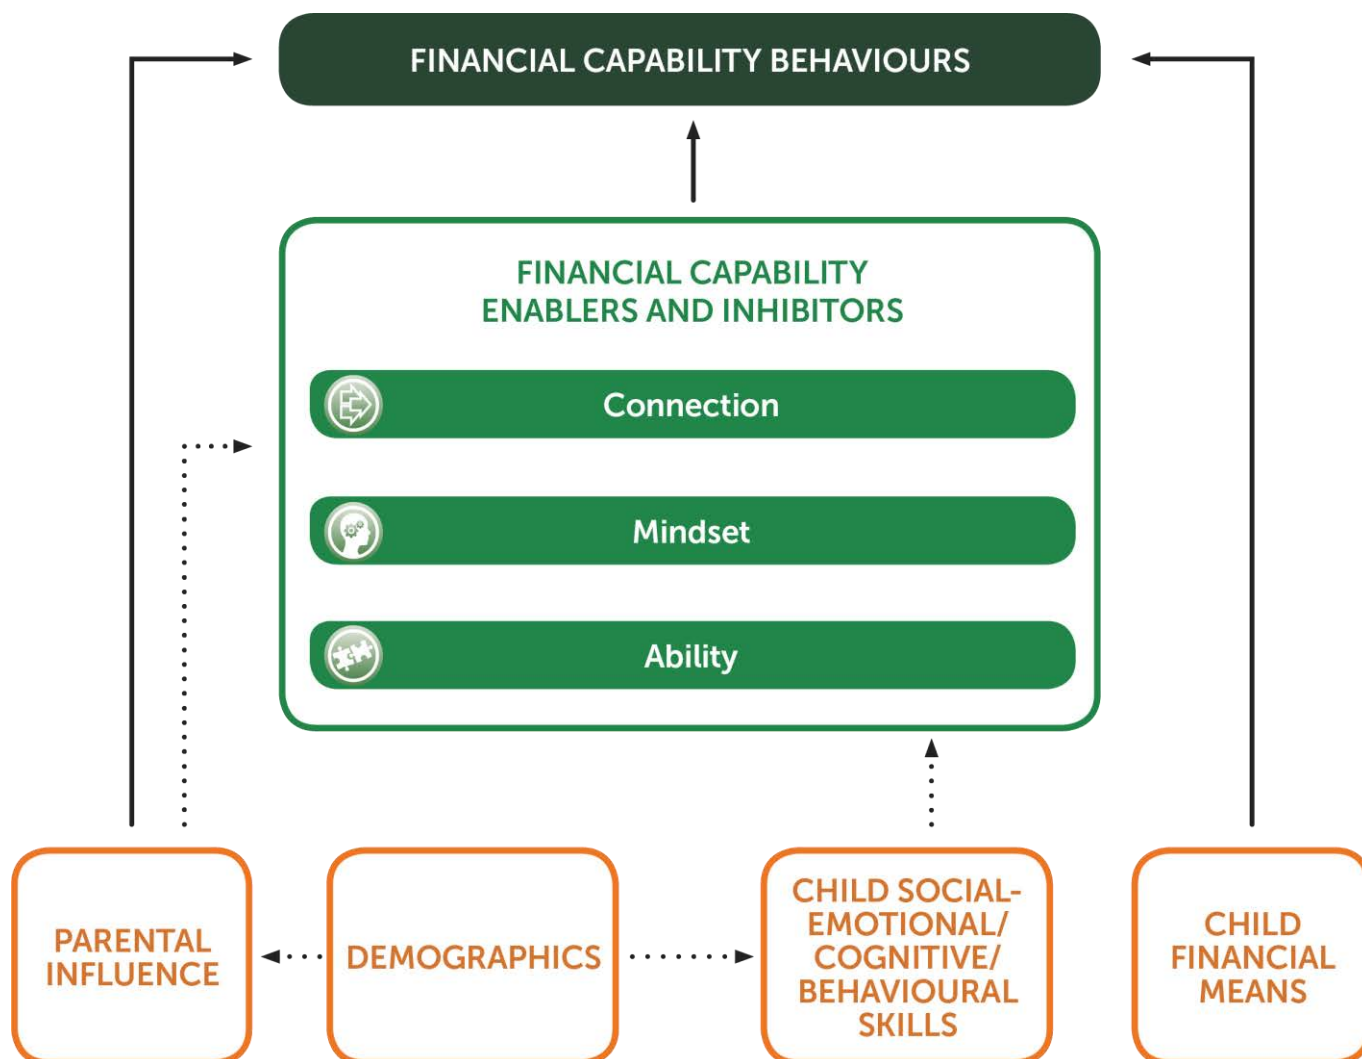 FINANCIAL CAPABILITY BEHAVIOURS
FINANCIAL CAPABILITY
ENABLERS AND INHIBITORS
Connection
Mindset
Ability
PARENTAL
INFLUENCE
DEMOGRAPHICS
CHILD SOCIAL-
EMOTIONAL/
COGNITIVE/
BEHAVIOURAL
SKILLS
CHILD
FINANCIAL
MEANS